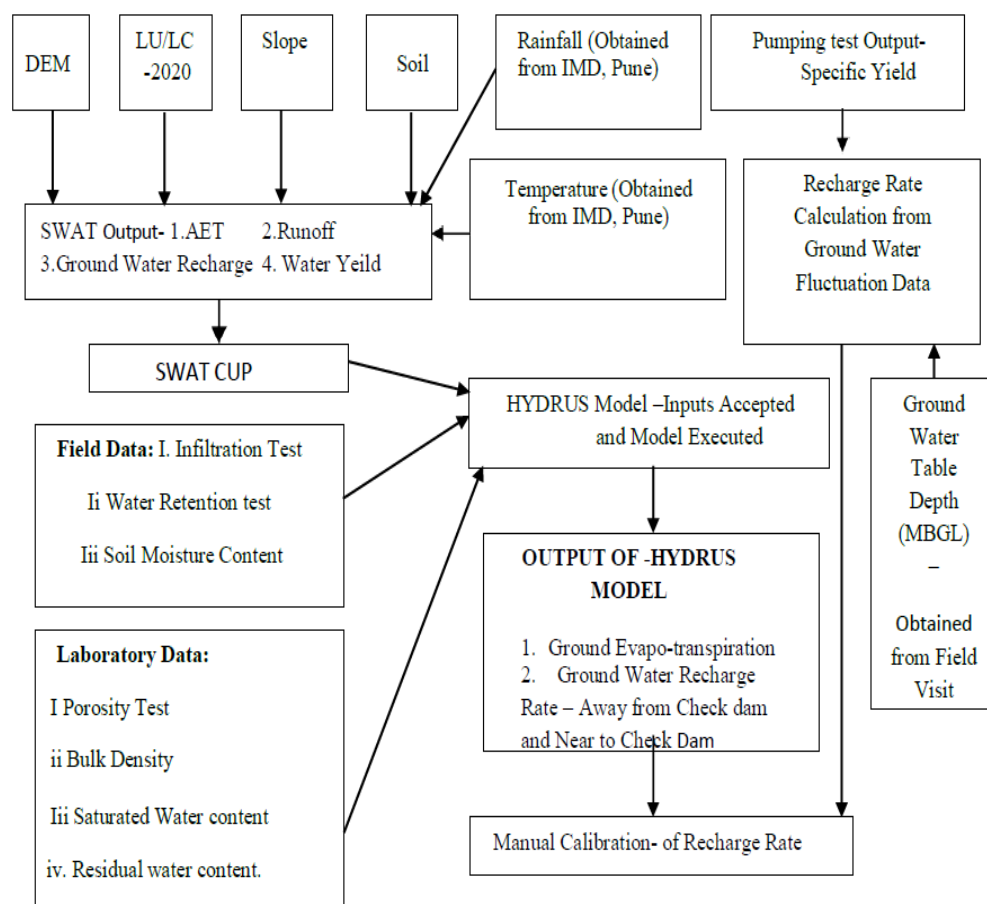 DEM
LU/LC
-2020
Slope
Soil
Rainfall (Obtained
from IMD, Pune)
Pumping test Output-
Specific Yield
Temperature (Obtained
from IMD, Pune)
Recharge Rate
Calculation from
Ground Water
Fluctuation Data
SWAT Output- 1.AET 2.Runoff
3.Ground Water Recharge 4. Water Yeild
SWAT CUP
HYDRUS Model –Inputs Accepted
and Model Executed
Ground
Water
Table
Depth
(MBGL)
–
Obtained
from Field
Visit
Field Data: I. Infiltration Test
Ii Water Retention test
Iii Soil Moisture Content
OUTPUT OF -HYDRUS
MODEL
1. Ground Evapo-transpiration
2. Ground Water Recharge
Rate – Away from Check dam
and Near to Check Dam
Laboratory Data:
I Porosity Test
ii Bulk Density
Iii Saturated Water content
iv. Residual water content.
Manual Calibration- of Recharge Rate